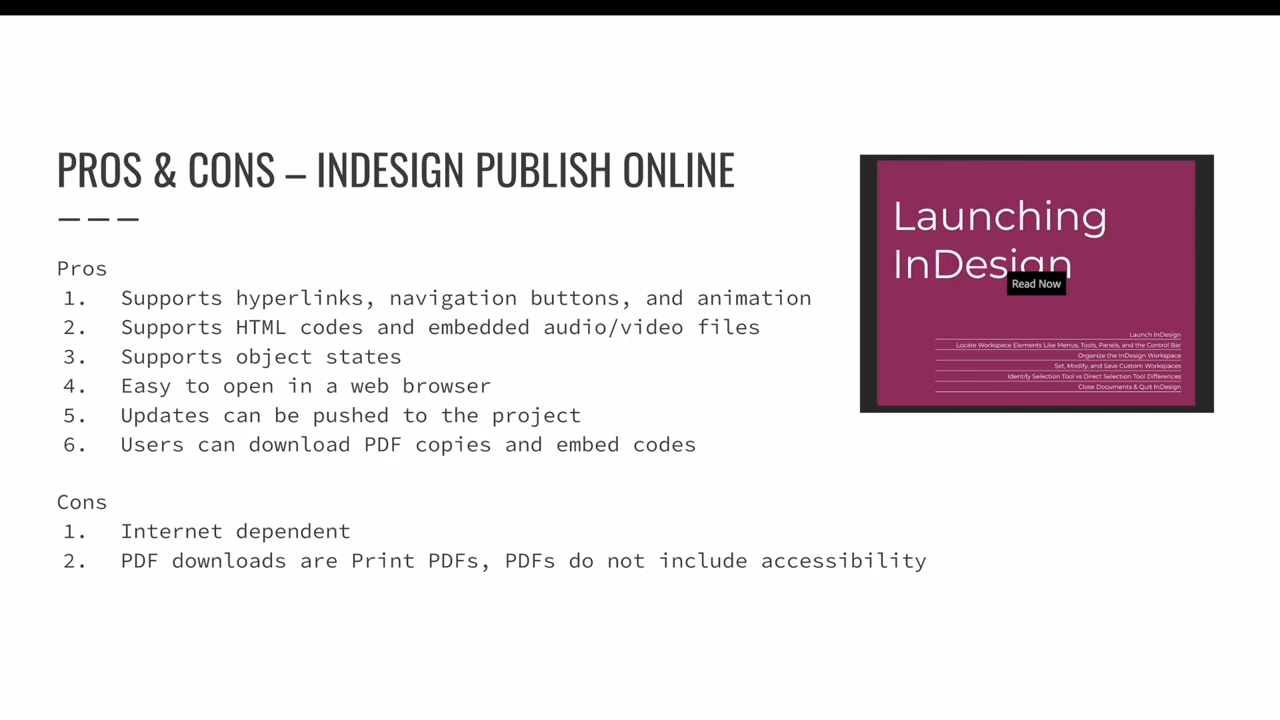 PROS & CONS – INDESIGN PUBLISH ONLINE
Pros
1. Supports hyperlinks, navigation buttons, and animation
2. Supports HTML codes and embedded audio/video files
3. Supports object states
4. Easy to open in a web browser
5. Updates can be pushed to the project
6. Users can download PDF copies and embed codes
Cons
1. Internet dependent
2. PDF downloads are Print PDFs, PDFs do not include accessibility
Launching
InDesign
Read Now
Launch InDesign
Locate Workspace Elements Like Menus, Tools, Panels, and the Control Bar
Organize the InDesign Workspace
Set, Modify, and Save Custom Workspaces
Identify Selection Tool vs Direct Selection Tool Differences
Close Documents & Quit InDesign